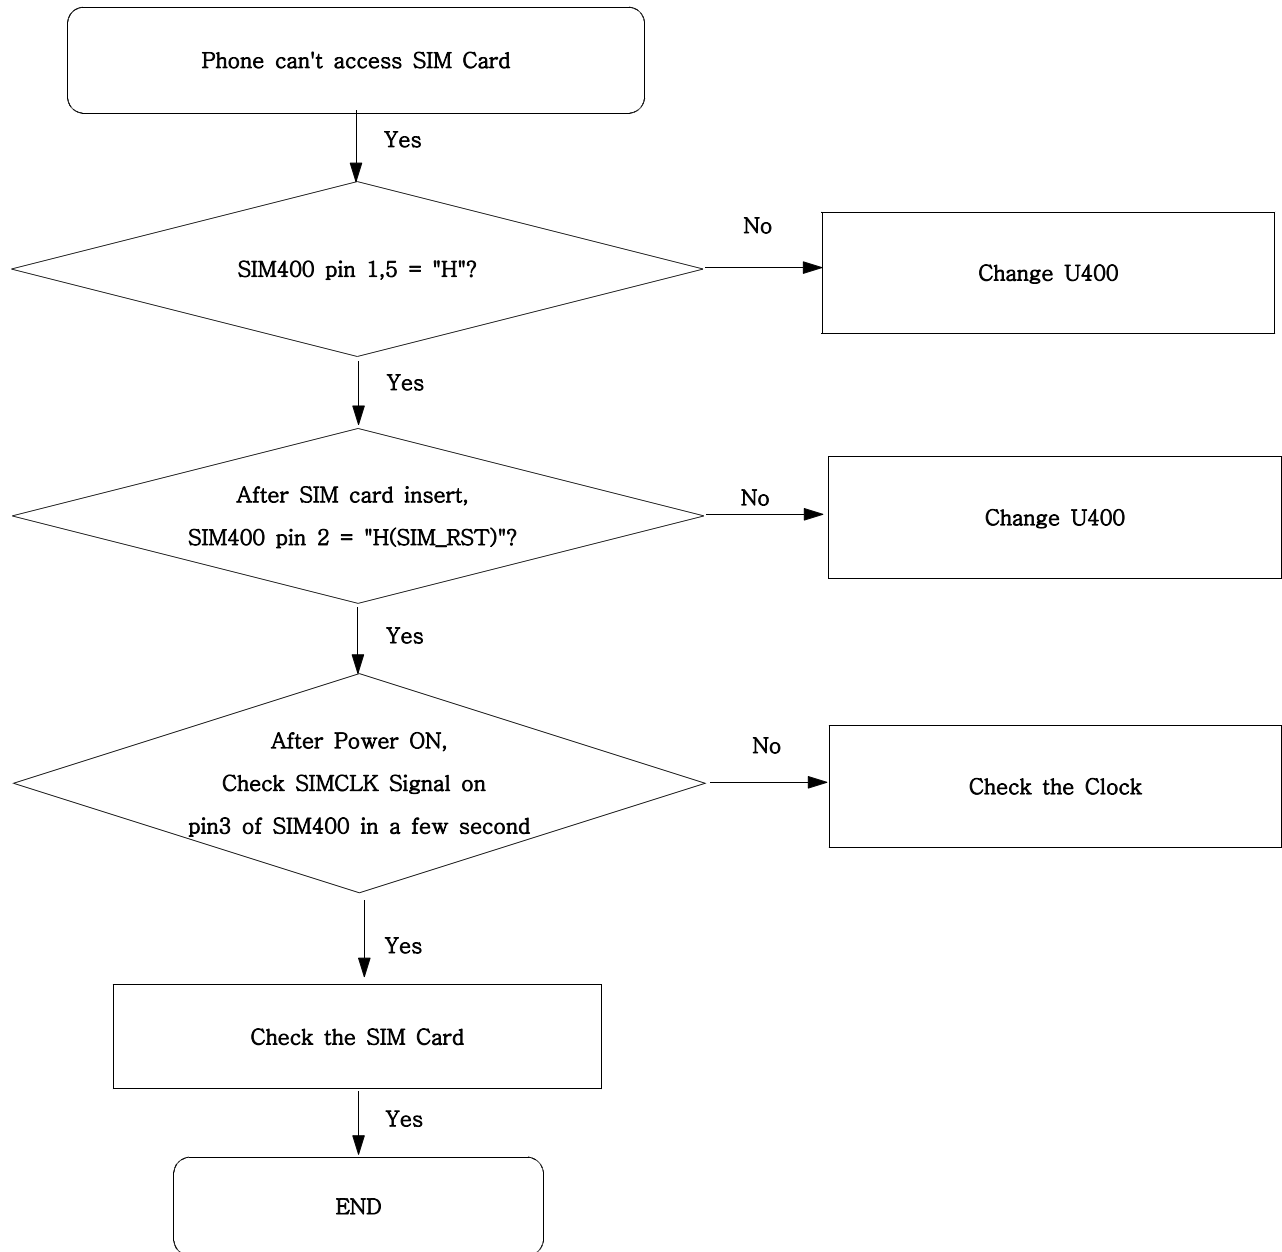 Phone can't access SIM Card
Yes
SIM400 pin 1,5 = "H"?
No
Change U400
Yes
After SIM card insert,
SIM400 pin 2 = "H(SIM_RST)"?
No
Change U400
Yes
After Power ON,
Check SIMCLK Signal on
pin3 of SIM400 in a few second
No
Check the Clock
Yes
Check the SIM Card
Yes
END